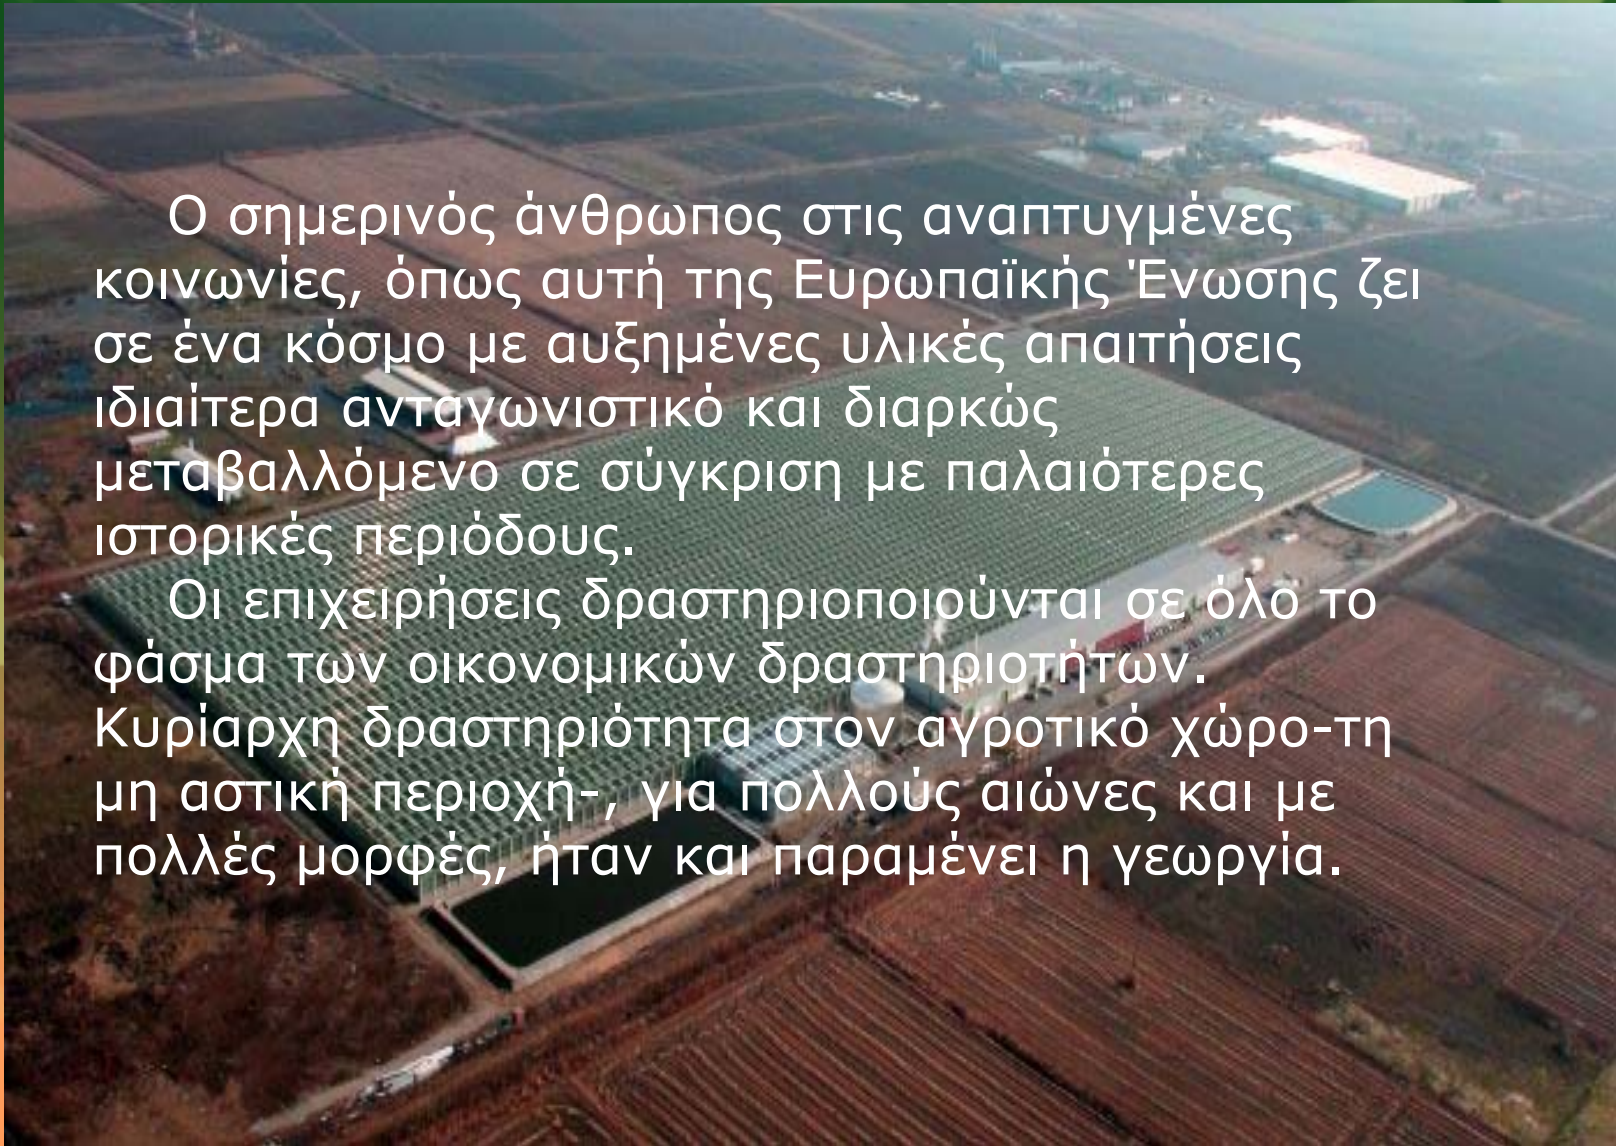 Ο σημερινός άνθρωπος στις αναπτυγμένες
κοινωνίες, όπως αυτή της Ευρωπαϊκής Ένωσης ζει
σε ένα κόσμο με αυξημένες υλικές απαιτήσεις
ιδιαίτερα ανταγωνιστικό και διαρκώς
μεταβαλλόμενο σε σύγκριση με παλαιότερες
ιστορικές περιόδους.
Οι επιχειρήσεις δραστηριοποιούνται σε όλο το
φάσμα των οικονομικών δραστηριοτήτων.
Κυρίαρχη δραστηριότητα στον αγροτικό χώρο-τη
μη αστική περιοχή-, για πολλούς αιώνες και με
πολλές μορφές, ήταν και παραμένει η γεωργία.